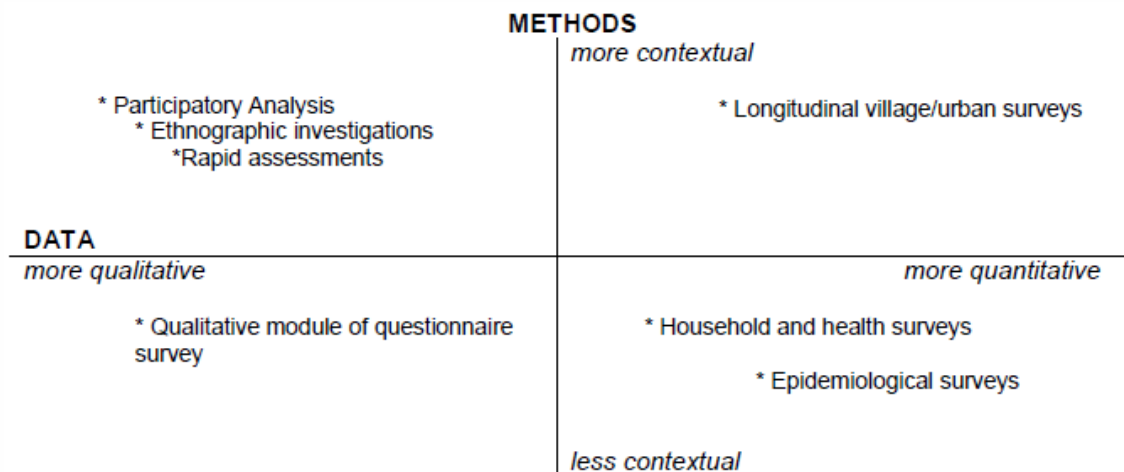 METHODS
more contextual
* Participatory Analysis
* Longitudinal village/urban surveys
* Ethnographic investigations
*Rapid assessments
DATA
more qualitative
more quantitative
* Qualitative module of questionnaire
survey
* Household and health surveys
* Epidemiological surveys
less contextual